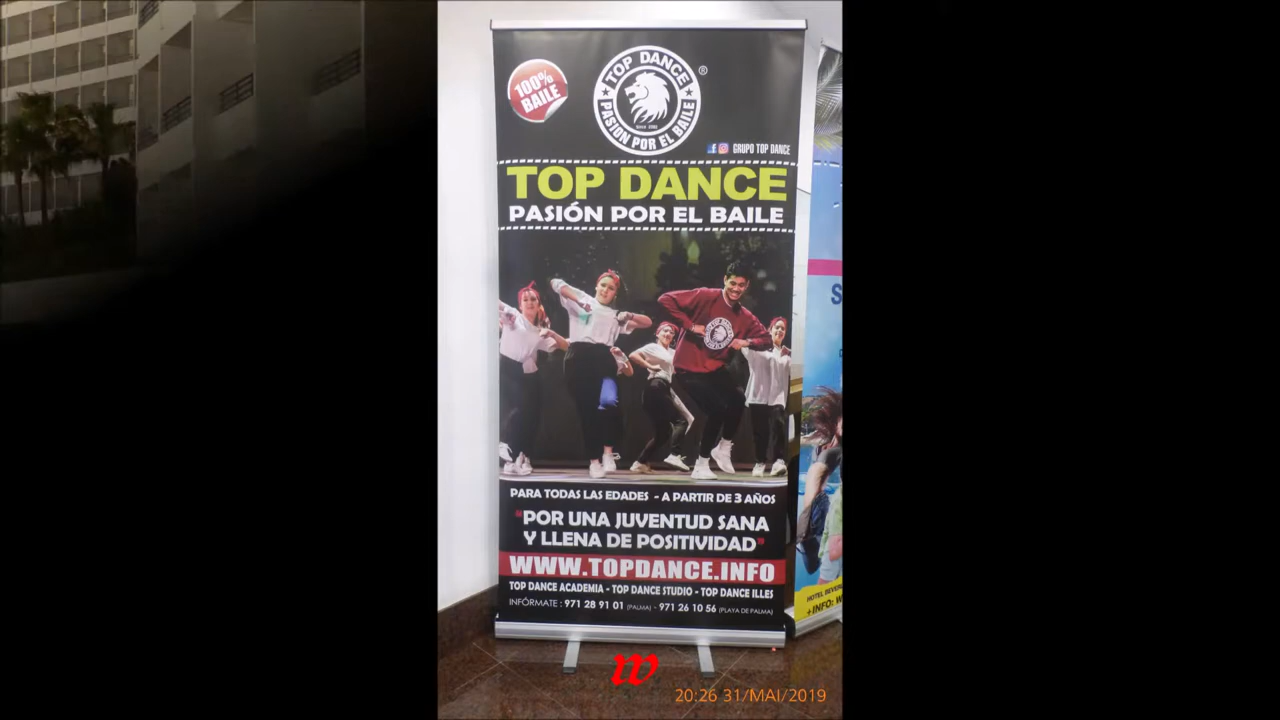 100%
BAILE
TOP DANCE
PASION POR EL BAILE
®
GRUPO TOP DANCE
TOP DANCE
PASIÓN POR EL BAILE
TOP DANCE
PARA TODAS LAS EDADES - A PARTIR DE 3 AÑOS
"POR UNA JUVENTUD SANA
Y LLENA DE POSITIVIDAD"
WWW.TOPDANCE.INFO
TOP DANCE ACADEMIA - TOP DANCE STUDIO - TOP DANCE ILLES
INFÓRMATE : 971 28 91 01 (PALMA) - 971 26 10 56 (PLAYA DE PALMA)
S
+INFO: W
w
20:26 31/MAI/2019